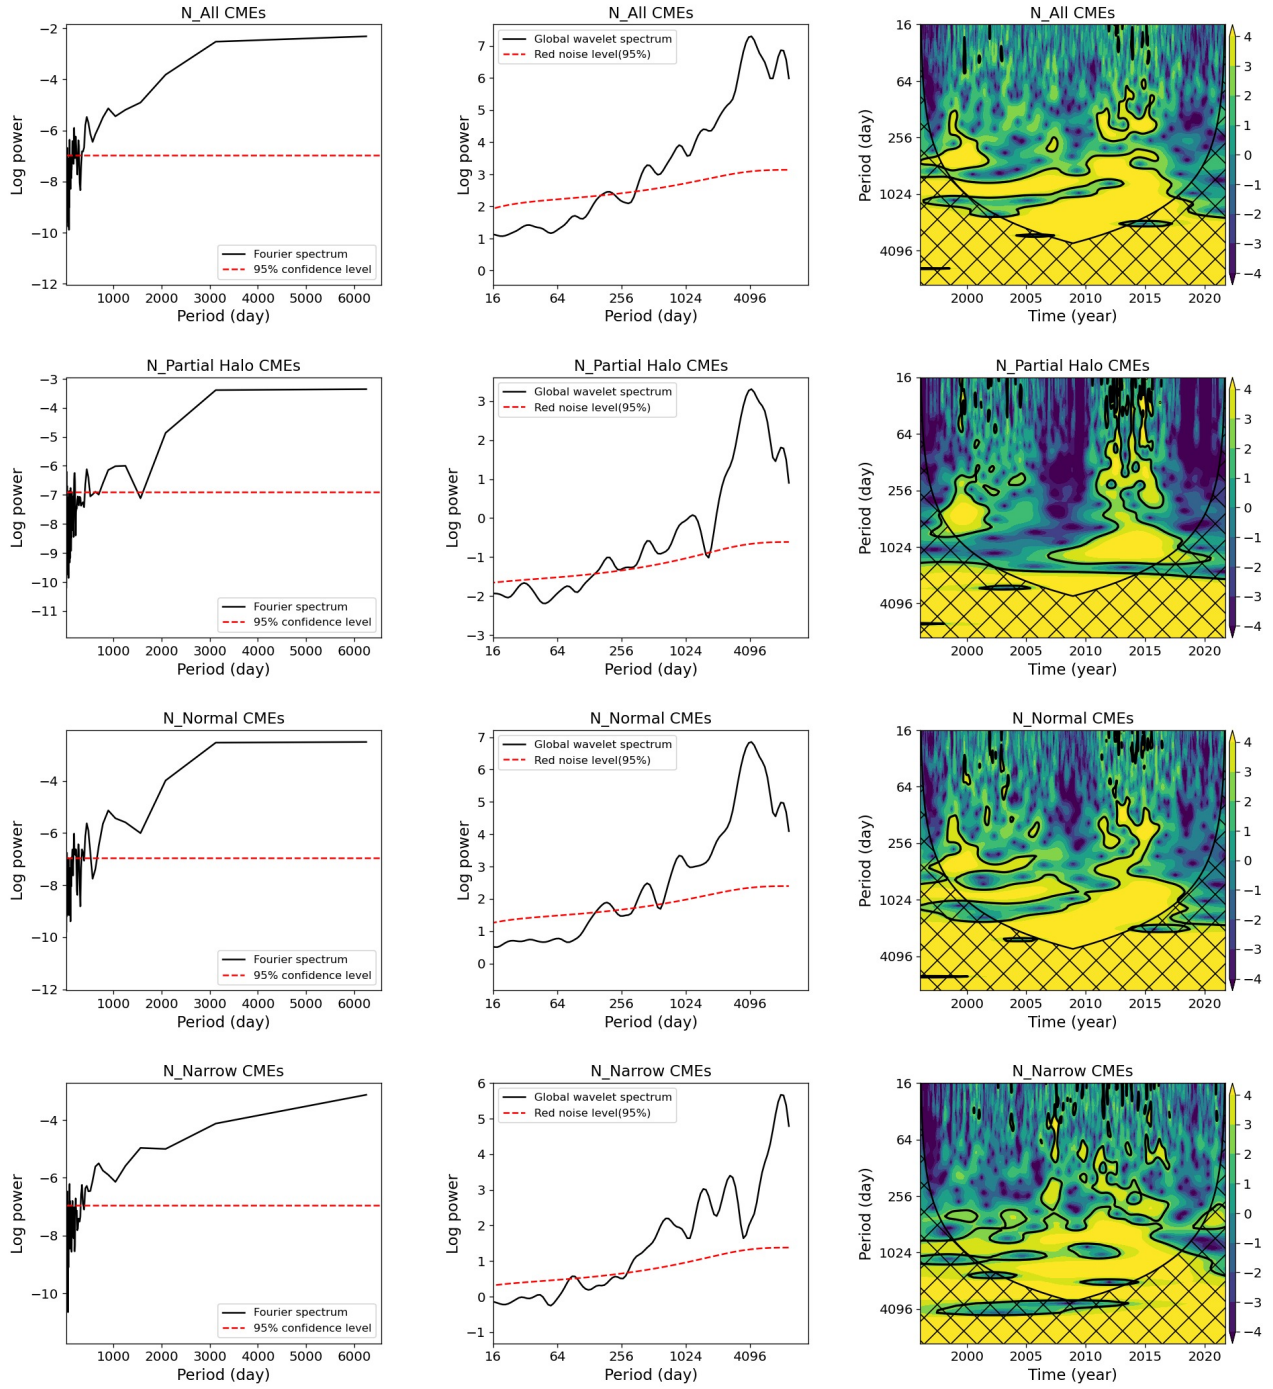 N_All CMEs
Log power
−2
−4
−6
−8
−10
−12
Fourier spectrum
95% confidence level
1000 2000 3000 4000 5000 6000
Period (day)
N_All CMEs
Log power
7
6
5
4
3
2
1
0
Global wavelet spectrum
Red noise level(95%)
16 64 256 1024 4096
Period (day)
N_All CMEs
Period (day)
16
64
256
1024
4096
2000 2005 2010 2015 2020
Time (year)
4
3
2
1
0
−1
−2
−3
−4
N_Partial Halo CMEs
Log power
−3
−4
−5
−6
−7
−8
−9
−10
−11
Fourier spectrum
95% confidence level
1000 2000 3000 4000 5000 6000
Period (day)
N_Partial Halo CMEs
Log power
3
2
1
0
−1
−2
−3
Global wavelet spectrum
Red noise level(95%)
16 64 256 1024 4096
Period (day)
N_Partial Halo CMEs
Period (day)
16
64
256
1024
4096
2000 2005 2010 2015 2020
Time (year)
4
3
2
1
0
−1
−2
−3
−4
N_Normal CMEs
Log power
−4
−6
−8
−10
−12
Fourier spectrum
95% confidence level
1000 2000 3000 4000 5000 6000
Period (day)
N_Normal CMEs
Log power
7
6
5
4
3
2
1
0
Global wavelet spectrum
Red noise level(95%)
16 64 256 1024 4096
Period (day)
N_Normal CMEs
Period (day)
16
64
256
1024
4096
2000 2005 2010 2015 2020
Time (year)
4
3
2
1
0
−1
−2
−3
−4
N_Narrow CMEs
Log power
−4
−6
−8
−10
Fourier spectrum
95% confidence level
1000 2000 3000 4000 5000 6000
Period (day)
N_Narrow CMEs
Log power
6
5
4
3
2
1
0
−1
Global wavelet spectrum
Red noise level(95%)
16 64 256 1024 4096
Period (day)
N_Narrow CMEs
Period (day)
16
64
256
1024
4096
2000 2005 2010 2015 2020
Time (year)
4
3
2
1
0
−1
−2
−3
−4